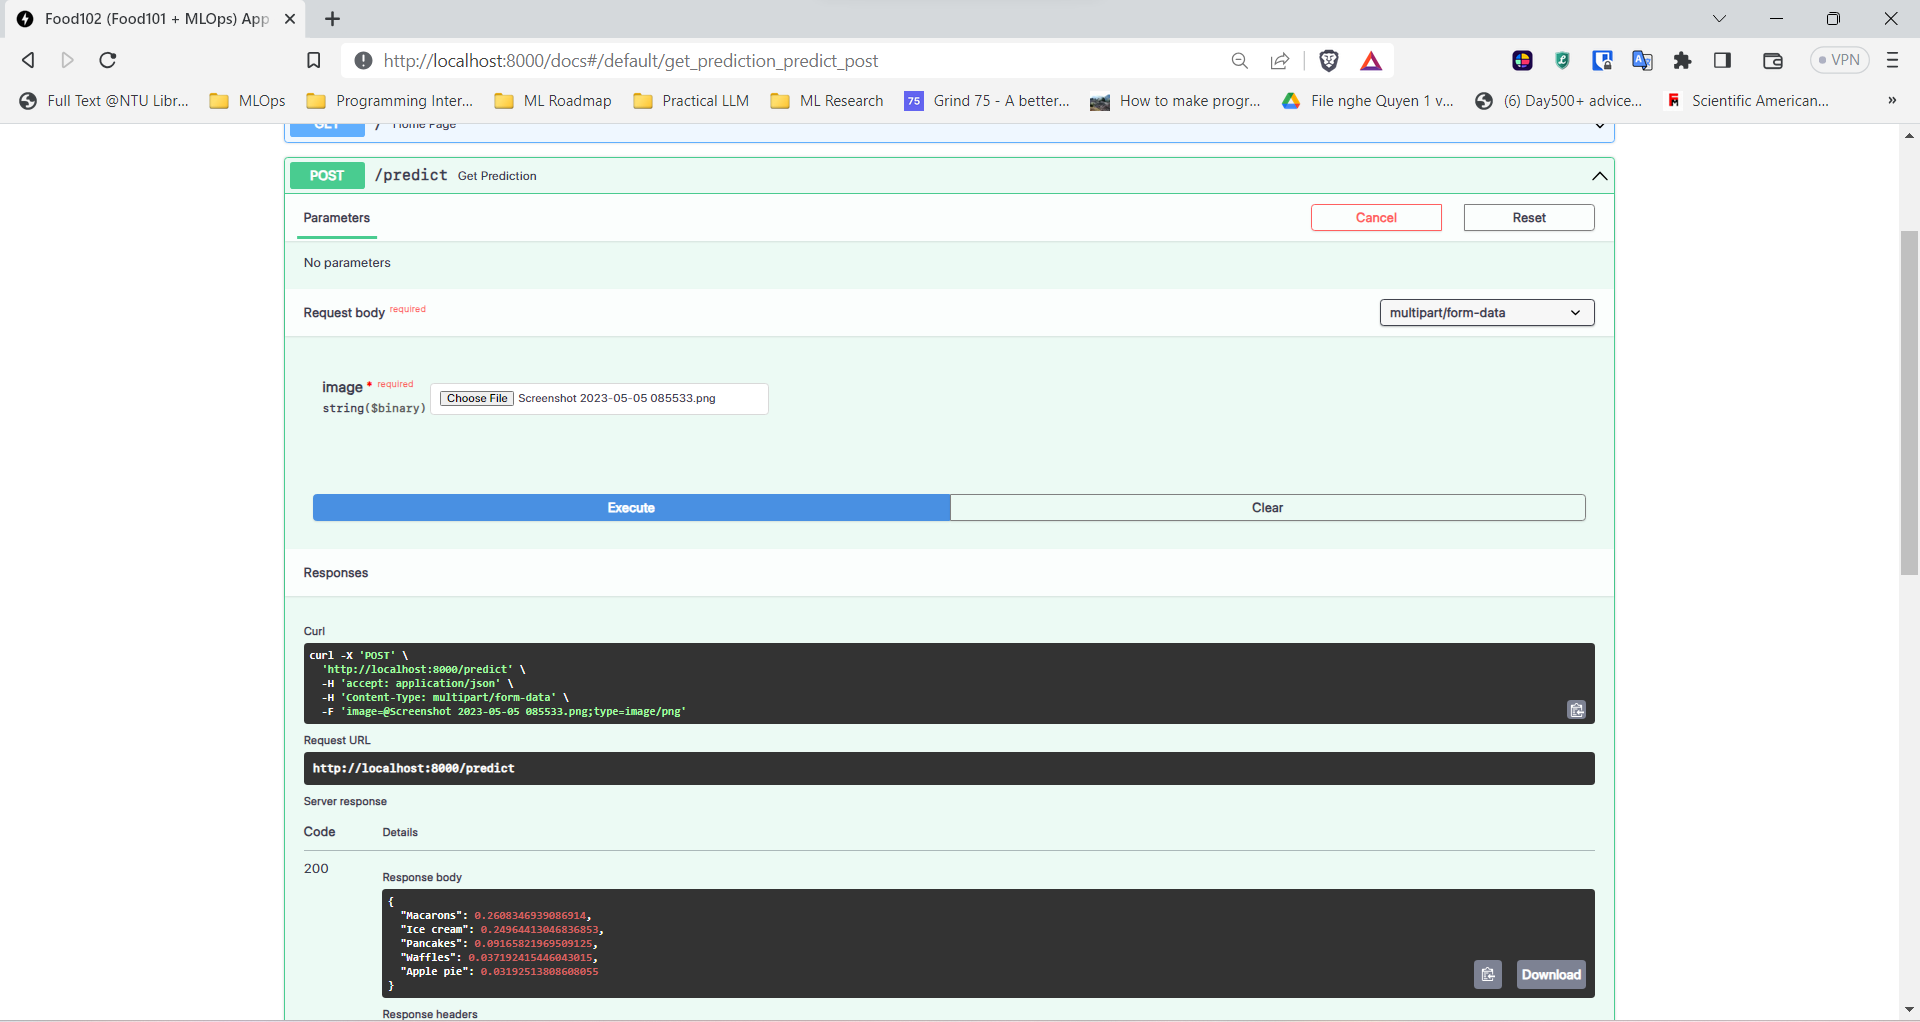 Food102 (Food101 + MLOps) App
http://localhost:8000/docs#/default/get_prediction_predict_post
VPN
Full Text @NTU Libr...
MLOps
Programming Inter...
ML Roadmap
Practical LLM
ML Research
75
Grind 75 - A better...
How to make progr...
File nghe Quyen 1 v...
(6) Day500+ advice...
Scientific American...
»
GET / Home Page
POST /predict Get Prediction
Parameters
Cancel
Reset
No parameters
Request body required
multipart/form-data
image * required
string($binary)
Choose File Screenshot 2023-05-05 085533.png
Execute
Clear
Responses
Curl
curl -X 'POST' \
'http://localhost:8000/predict' \
-H 'accept: application/json' \
-H 'Content-Type: multipart/form-data' \
-F 'image=@Screenshot 2023-05-05 085533.png;type=image/png'
Request URL
http://localhost:8000/predict
Server response
Code Details
200
Response body
{
"Macarons": 0.2608346939086914,
"Ice cream": 0.24964413046836853,
"Pancakes": 0.09165821969509125,
"Waffles": 0.037192415446043015,
"Apple pie": 0.03192513808608055
}
Download
Response headers